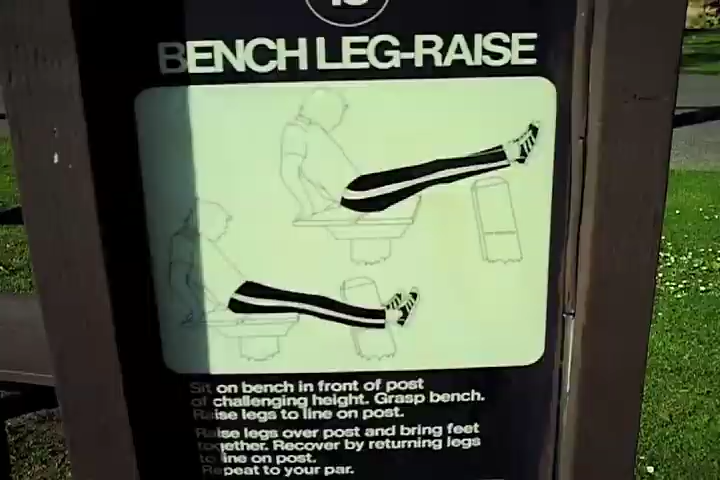 BENCH LEG-RAISE
Sit on bench in front of post
of challenging height. Grasp bench.
Raise legs to line on post.
Raise legs over post and bring feet
together. Recover by returning legs
to line on post.
Repeat to your par.